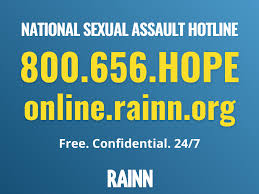 NATIONAL SEXUAL ASSAULT HOTLINE
800.656.HOPE
online.rainn.org
Free. Confidential. 24/7
RAINN